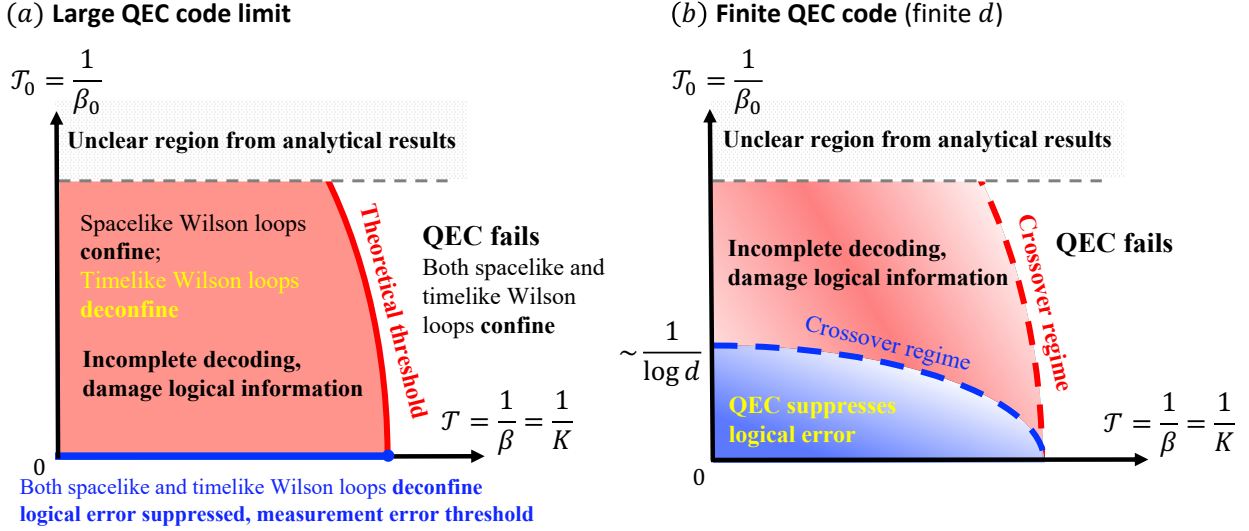 (a) Large QEC code limit
𝒯₀ = 1/β₀
Unclear region from analytical results
Spacelike Wilson loops
confine;
Timelike Wilson loops
deconfine
Incomplete decoding,
damage logical information
Theoretical threshold
QEC fails
Both spacelike and
timelike Wilson
loops confine
𝒯 = 1/β = 1/K
0
Both spacelike and timelike Wilson loops deconfine
logical error suppressed, measurement error threshold
(b) Finite QEC code (finite d)
𝒯₀ = 1/β₀
Unclear region from analytical results
Incomplete decoding,
damage logical information
Crossover regime
QEC fails
~ 1/log d
Crossover regime
QEC suppresses
logical error
𝒯 = 1/β = 1/K
0